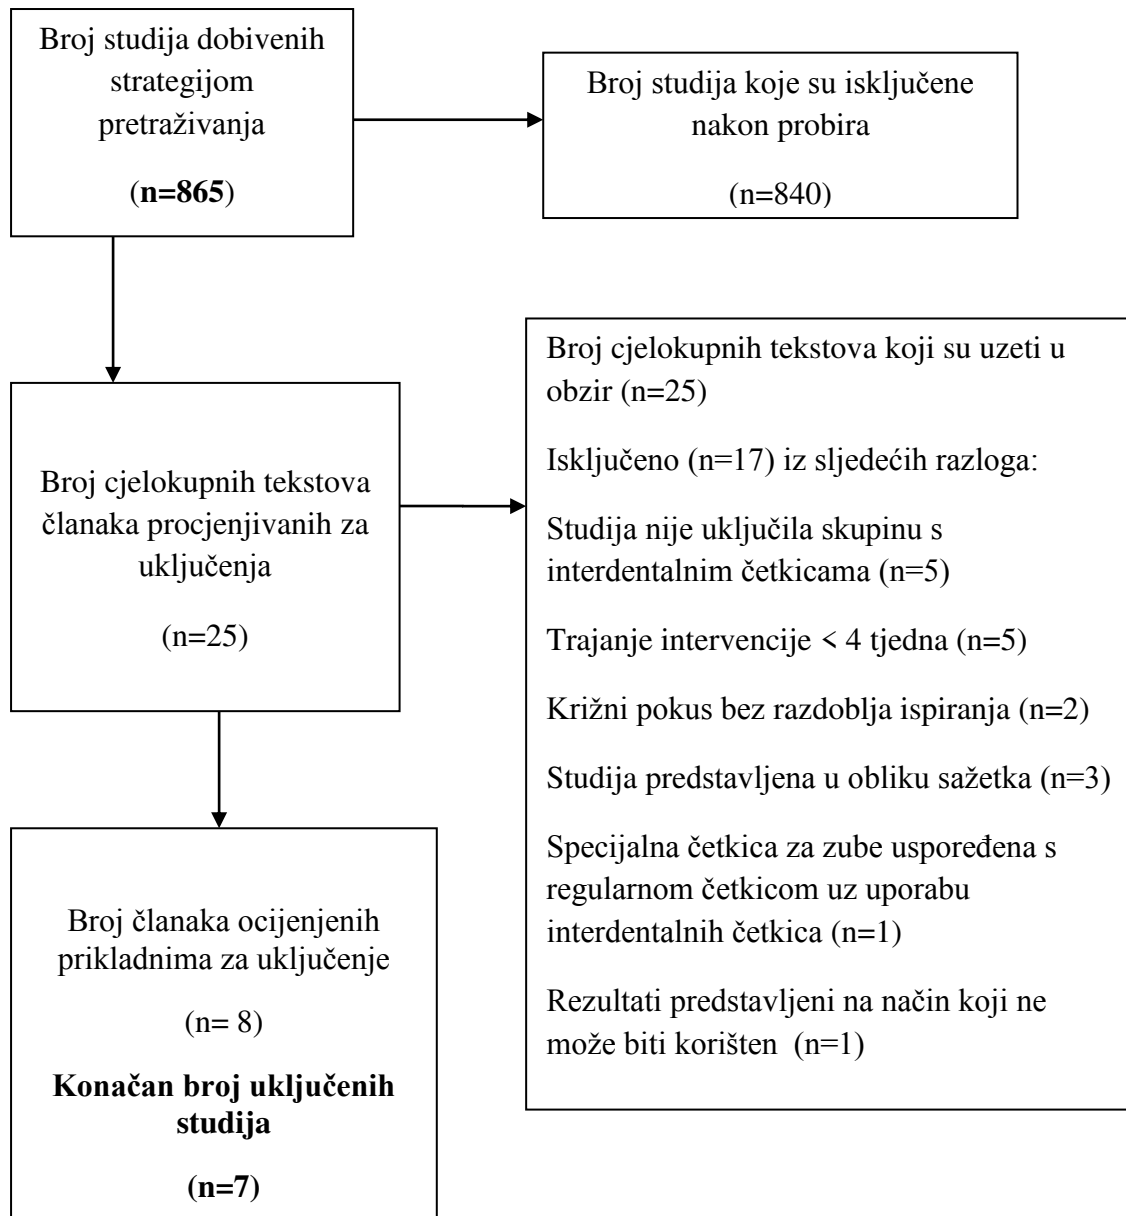 Broj studija dobivenih
strategijom
pretraživanja
(n=865)
Broj studija koje su isključene
nakon probira
(n=840)
Broj cjelokupnih tekstova
članaka procjenjivanih za
uključenja
(n=25)
Broj cjelokupnih tekstova koji su uzeti u
obzir (n=25)
Isključeno (n=17) iz sljedećih razloga:
Studija nije uključila skupinu s
interdentalnim četkicama (n=5)
Trajanje intervencije < 4 tjedna (n=5)
Križni pokus bez razdoblja ispiranja (n=2)
Studija predstavljena u obliku sažetka (n=3)
Specijalna četkica za zube uspoređena s
regularnom četkicom uz uporabu
interdentalnih četkica (n=1)
Rezultati predstavljeni na način koji ne
može biti korišten (n=1)
Broj članaka ocijenjenih
prikladnima za uključenje
(n= 8)
Konačan broj uključenih
studija
(n=7)